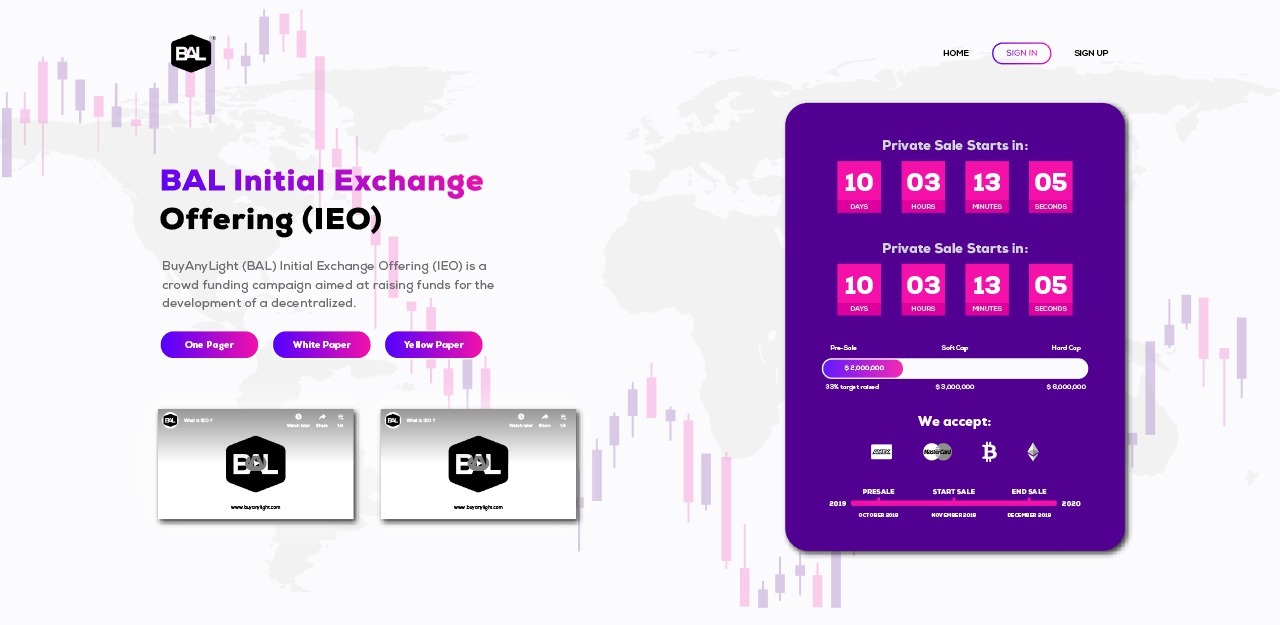 BAL
HOME
SIGN IN
SIGN UP
BAL Initial Exchange
Offering (IEO)
BuyAnyLight (BAL) Initial Exchange Offering (IEO) is a
crowd funding campaign aimed at raising funds for the
development of a decentralized.
One Pager
White Paper
Yellow Paper
BAL
What is IEO ?
Watch later
Share
BAL
www.buyanylight.com
BAL
What is IEO ?
Watch later
Share
BAL
www.buyanylight.com
Private Sale Starts in:
10 03 13 05
DAYS HOURS MINUTES SECONDS
Private Sale Starts in:
10 03 13 05
DAYS HOURS MINUTES SECONDS
Pre-Sale Soft Cap Hard Cap
$ 2,000,000
33% target raised $ 3,000,000 $ 6,000,000
We accept:
AMEX MasterCard
PRESALE START SALE END SALE
2019 2020
OCTOBER 2019 NOVEMBER 2019 DECEMBER 2019